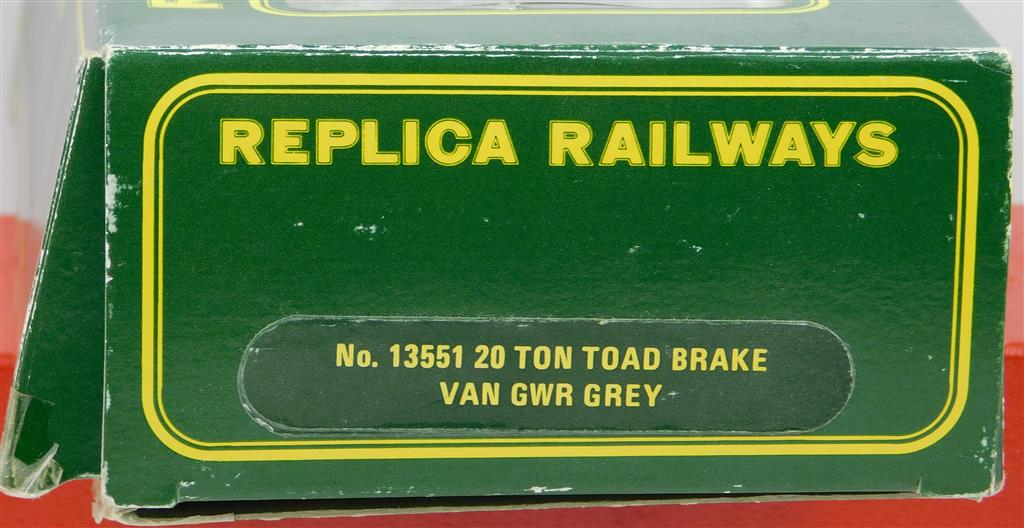 REPLICA RAILWAYS
No. 13551 20 TON TOAD BRAKE
VAN GWR GREY